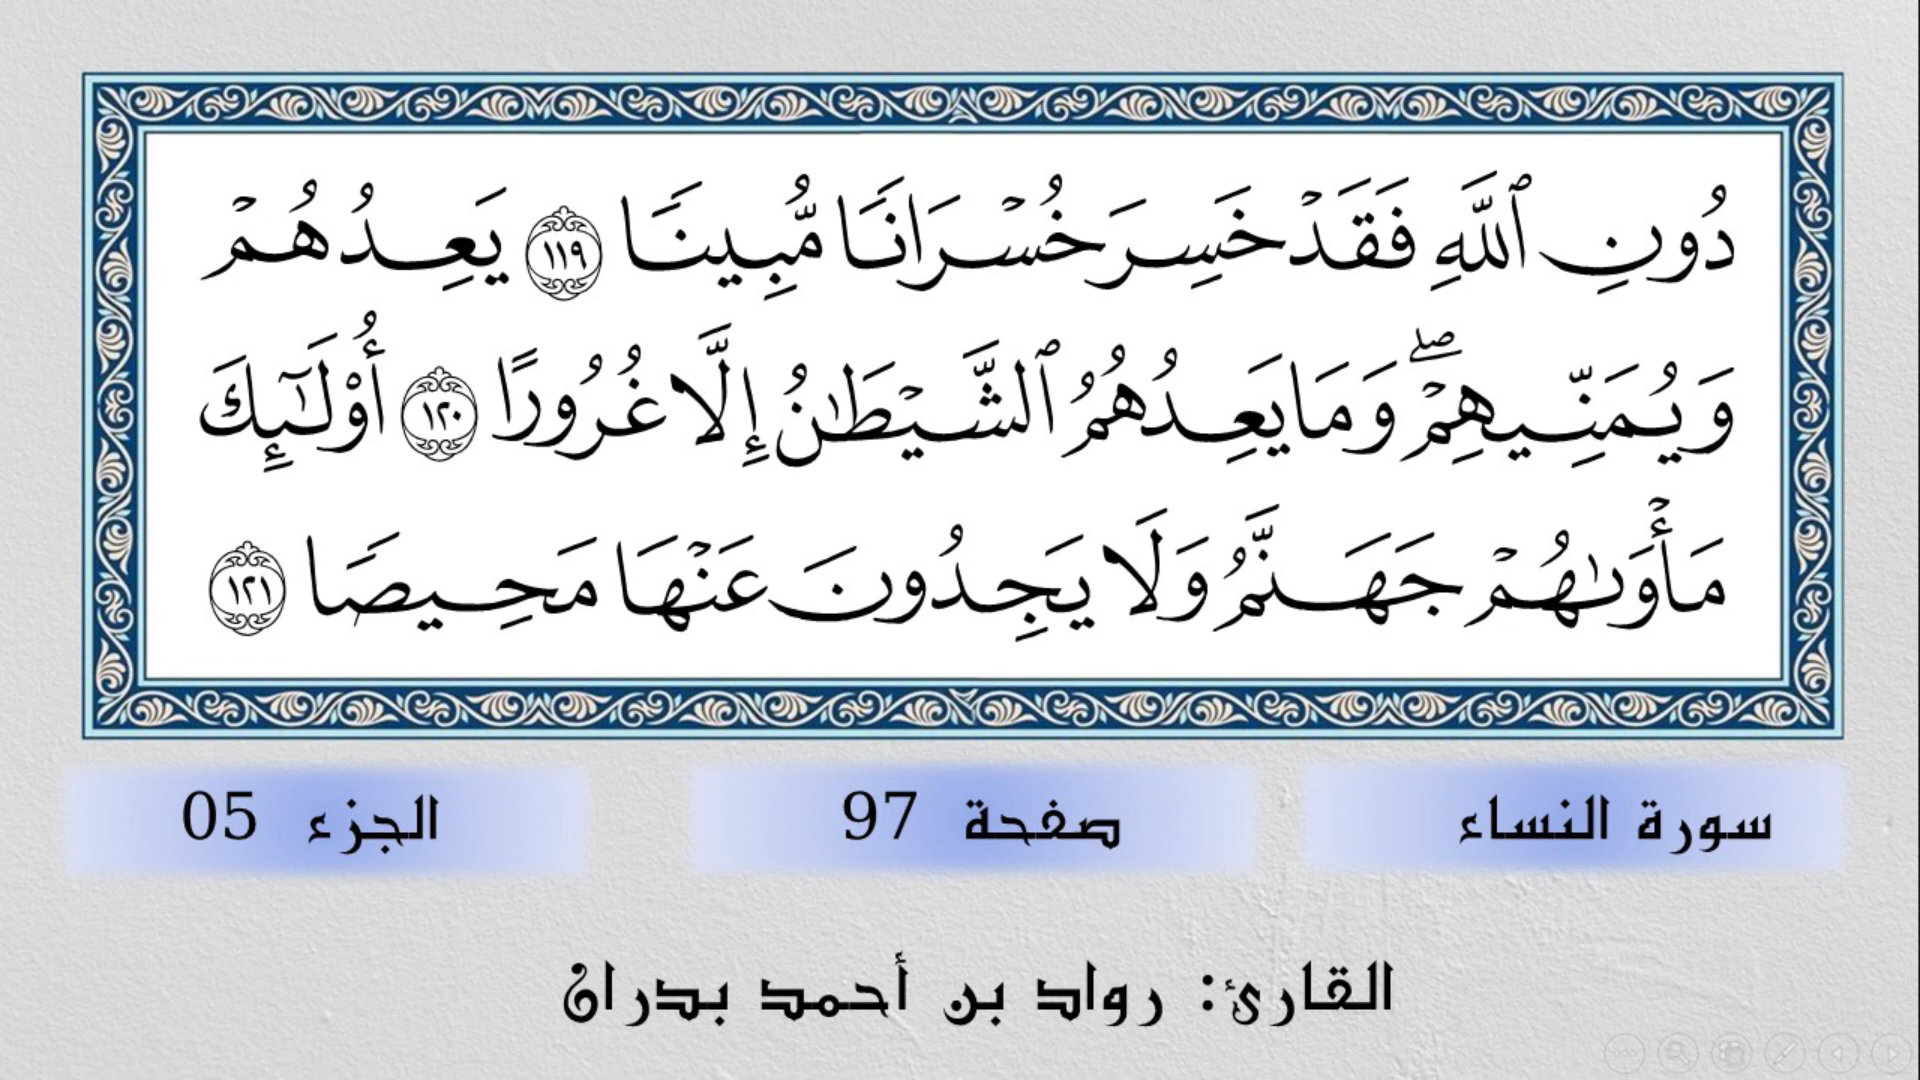 دُونِ ٱللَّهِ فَقَدْ خَسِرَ خُسْرَانٗا مُّبِينٗا ١١٩ يَعِدُهُمْ
وَيُمَنِّيهِمْۖ وَمَا يَعِدُهُمُ ٱلشَّيْطَٰنُ إِلَّا غُرُورًا ١٢٠ أُوْلَٰٓئِكَ
مَأْوَىٰهُمْ جَهَنَّمُ وَلَا يَجِدُونَ عَنْهَا مَحِيصٗا ١٢١
سورة النساء
صفحة 97
الجزء 05
القارئ: رواد بن أحمد بدران